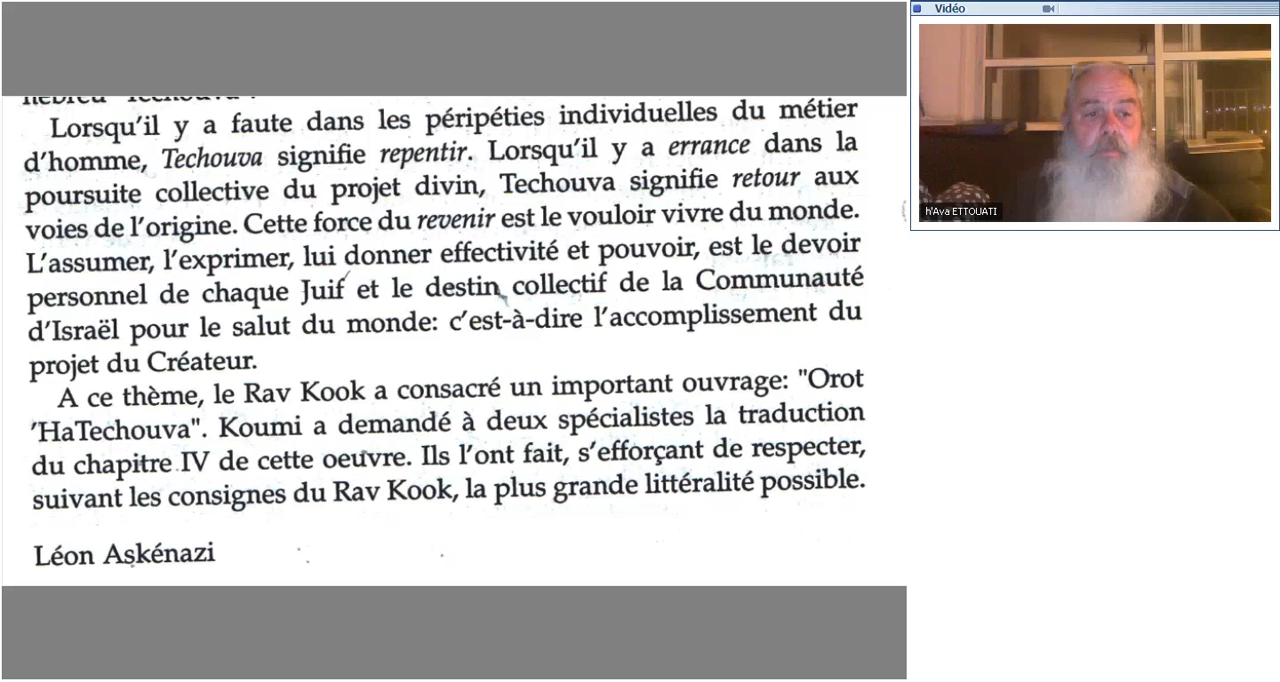 Lorsqu'il y a faute dans les péripéties individuelles du métier
d'homme, Techouva signifie repentir. Lorsqu'il y a errance dans la
poursuite collective du projet divin, Techouva signifie retour aux
voies de l'origine. Cette force du revenir est le vouloir vivre du monde.
L'assumer, l'exprimer, lui donner effectivité et pouvoir, est le devoir
personnel de chaque Juif et le destin collectif de la Communauté
d'Israël pour le salut du monde: c'est-à-dire l'accomplissement du
projet du Créateur.
A ce thème, le Rav Kook a consacré un important ouvrage: "Orot
'HaTechouva". Koumi a demandé à deux spécialistes la traduction
du chapitre IV de cette oeuvre. Ils l'ont fait, s'efforçant de respecter,
suivant les consignes du Rav Kook, la plus grande littéralité possible.
Léon Askénazi
Vidéo
h'Ava ETTOUATI